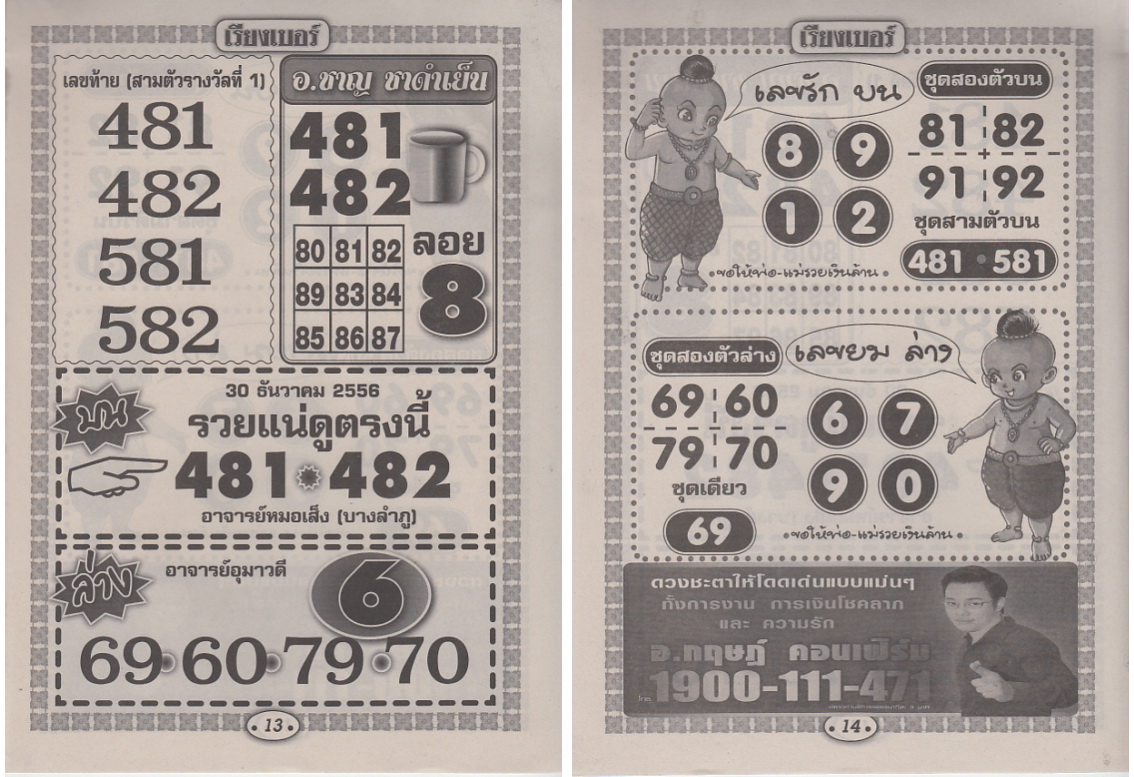 เรียงเบอร์
เลขท้าย (สามตัวรางวัลที่ 1)
481
482
581
582
อ.ชาญ ชาดำเย็น
481
482
80 81 82
89 83 84
85 86 87
ลอย
8
บน
30 ธันวาคม 2556
รวยแน่ดูตรงนี้
481 482
อาจารย์หมอเส็ง (บางลำภู)
ล่าง
อาจารย์อุมาวดี
6
69 60 79 70
13
เรียงเบอร์
เลขรัก บน
8 9
1 2
ขอให้พ่อ-แม่รวยเงินล้าน
ชุดสองตัวบน
81 82
91 92
ชุดสามตัวบน
481 581
ชุดสองตัวล่าง
69 60
79 70
ชุดเดียว
69
เลขยม ล่าง
6 7
9 0
ขอให้พ่อ-แม่รวยเงินล้าน
ดวงชะตาให้โดดเด่นแบบแม่นๆ
ทั้งการงาน การเงินโชคลาภ
และ ความรัก
อ.กฤษฎ์ คอนเฟิร์ม
โทร. 1900-111-471
14